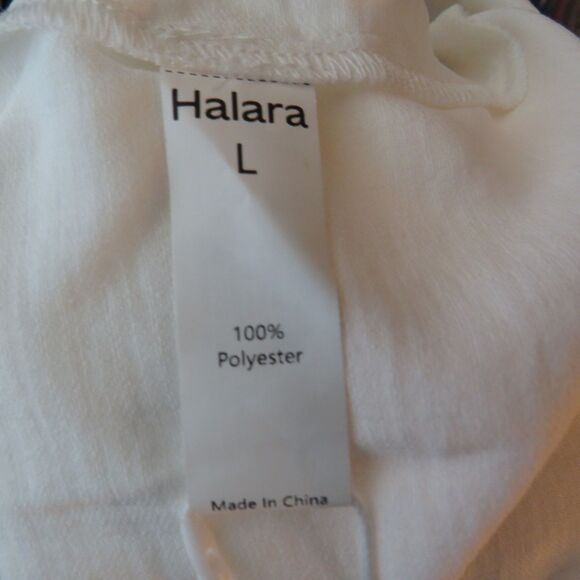 Halara
L
100%
Polyester
Made In China